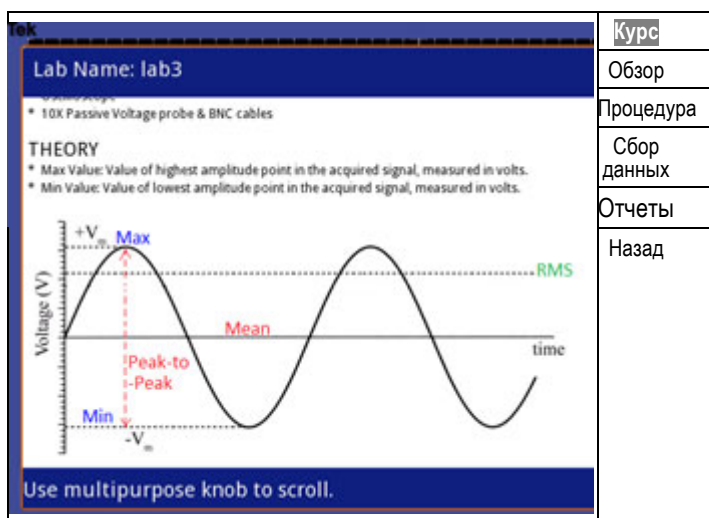 Tek
Lab Name: lab3
* 10X Passive Voltage probe & BNC cables
THEORY
* Max Value: Value of highest amplitude point in the acquired signal, measured in volts.
* Min Value: Value of lowest amplitude point in the acquired signal, measured in volts.
+Vm Max
RMS
Voltage (V)
Mean
time
Peak-to
-Peak
Min
-Vm
Use multipurpose knob to scroll.
Курс
Обзор
Процедура
Сбор
данных
Отчеты
Назад